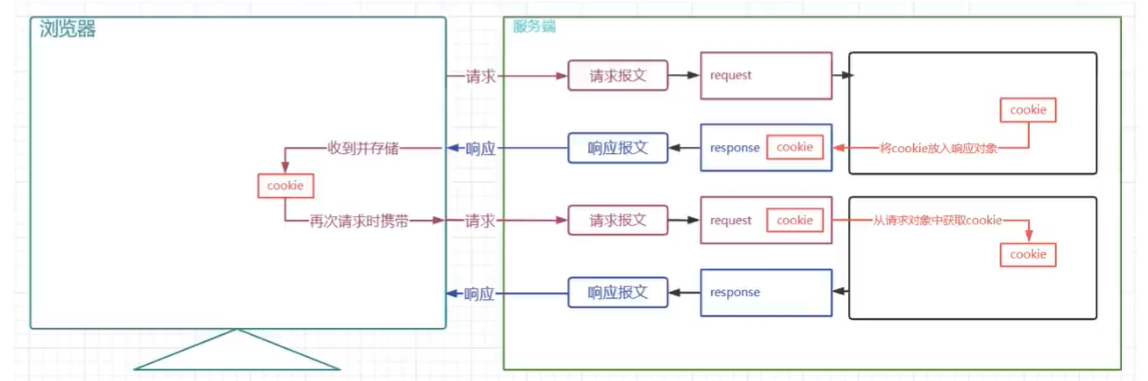 浏览器
服务端
请求
请求报文
request
cookie
收到并存储
响应
响应报文
response
cookie
将cookie放入响应对象
cookie
再次请求时携带
请求
请求报文
request
cookie
从请求对象中获取cookie
cookie
响应
响应报文
response